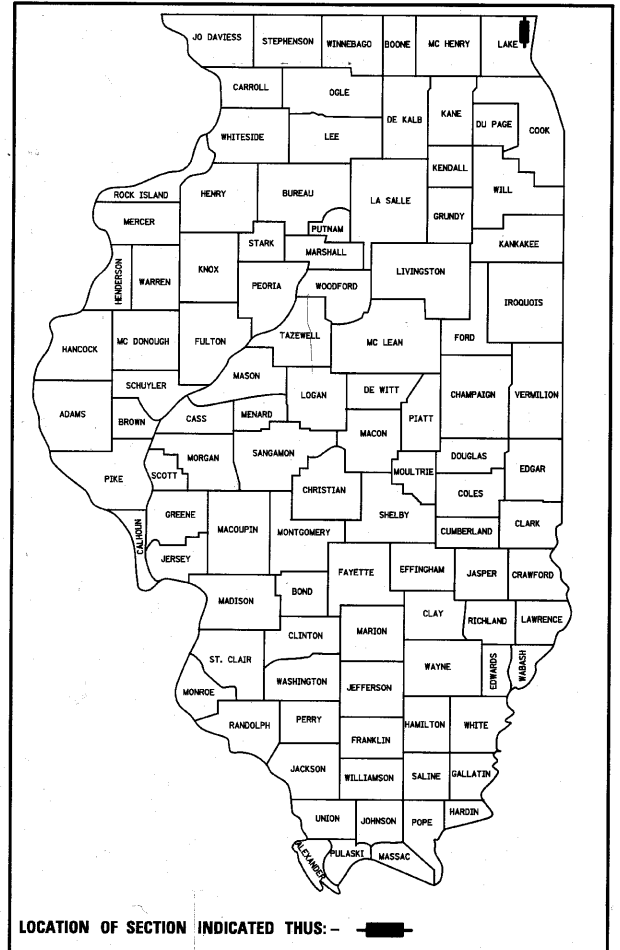 JO DAVIESS STEPHENSON WINNEBAGO BOONE MC HENRY LAKE
CARROLL OGLE DE KALB KANE DU PAGE COOK
WHITESIDE LEE
KENDALL WILL
ROCK ISLAND HENRY BUREAU LA SALLE GRUNDY
MERCER PUTNAM
STARK MARSHALL KANKAKEE
HENDERSON WARREN KNOX PEORIA WOODFORD LIVINGSTON IROQUOIS
HANCOCK MC DONOUGH FULTON TAZEWELL MC LEAN FORD
SCHUYLER MASON LOGAN DE WITT CHAMPAIGN VERMILION
ADAMS BROWN CASS MENARD MACON PIATT
MORGAN SANGAMON DOUGLAS EDGAR
PIKE SCOTT CHRISTIAN MOULTRIE COLES
GREENE MACOUPIN MONTGOMERY SHELBY CUMBERLAND CLARK
CALHOUN JERSEY FAYETTE EFFINGHAM JASPER CRAWFORD
MADISON BOND CLAY RICHLAND LAWRENCE
CLINTON MARION
ST. CLAIR WAYNE EDWARDS WABASH
WASHINGTON JEFFERSON
MONROE
RANDOLPH PERRY FRANKLIN HAMILTON WHITE
JACKSON WILLIAMSON SALINE GALLATIN
UNION JOHNSON POPE HARDIN
ALEXANDER PULASKI MASSAC
LOCATION OF SECTION INDICATED THUS: -